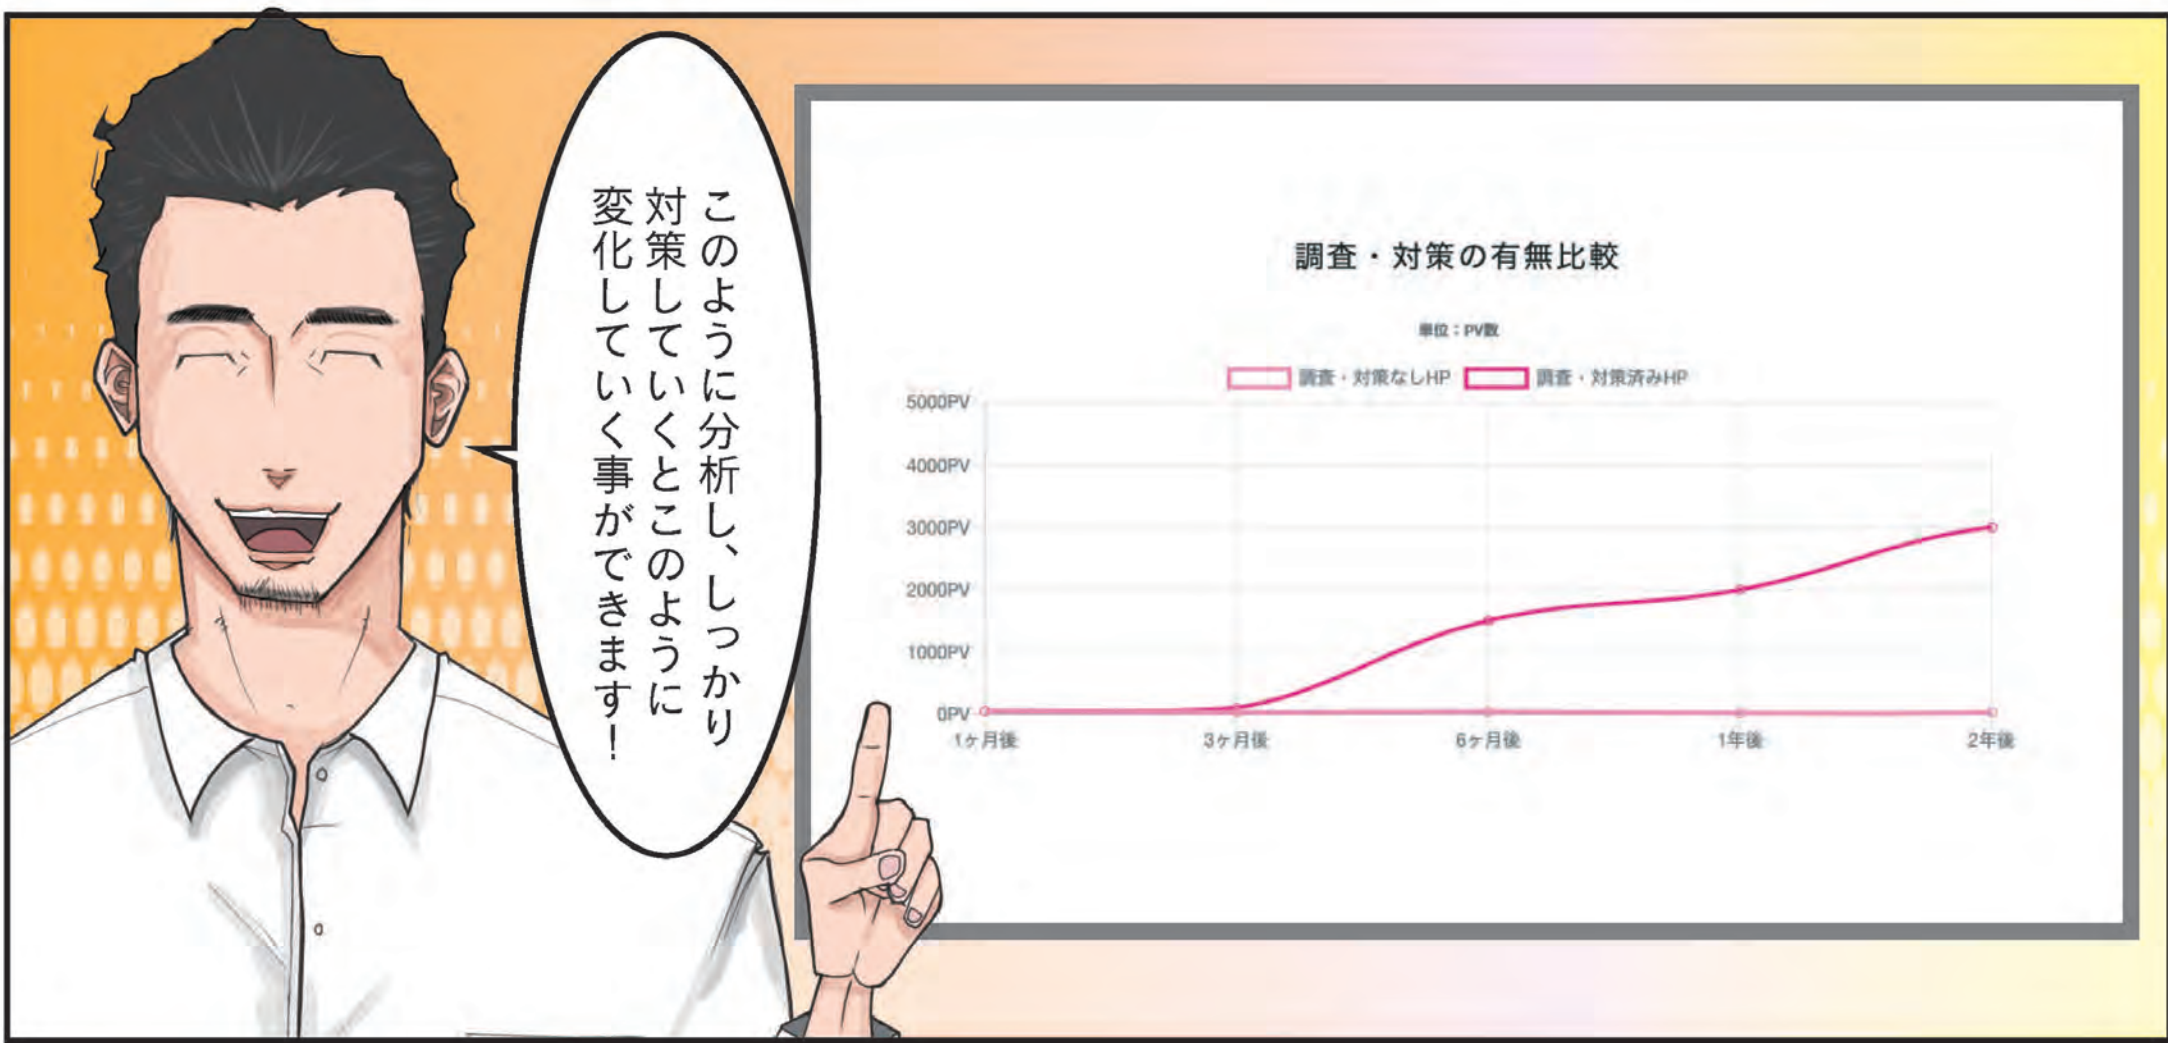 このように分析し、しっかり
対策していくとこのように
変化していく事ができます!
調査・対策の有無比較
単位:PV数
調査・対策なしHP 調査・対策済みHP
5000PV
4000PV
3000PV
2000PV
1000PV
0PV
1ヶ月後 3ヶ月後 6ヶ月後 1年後 2年後